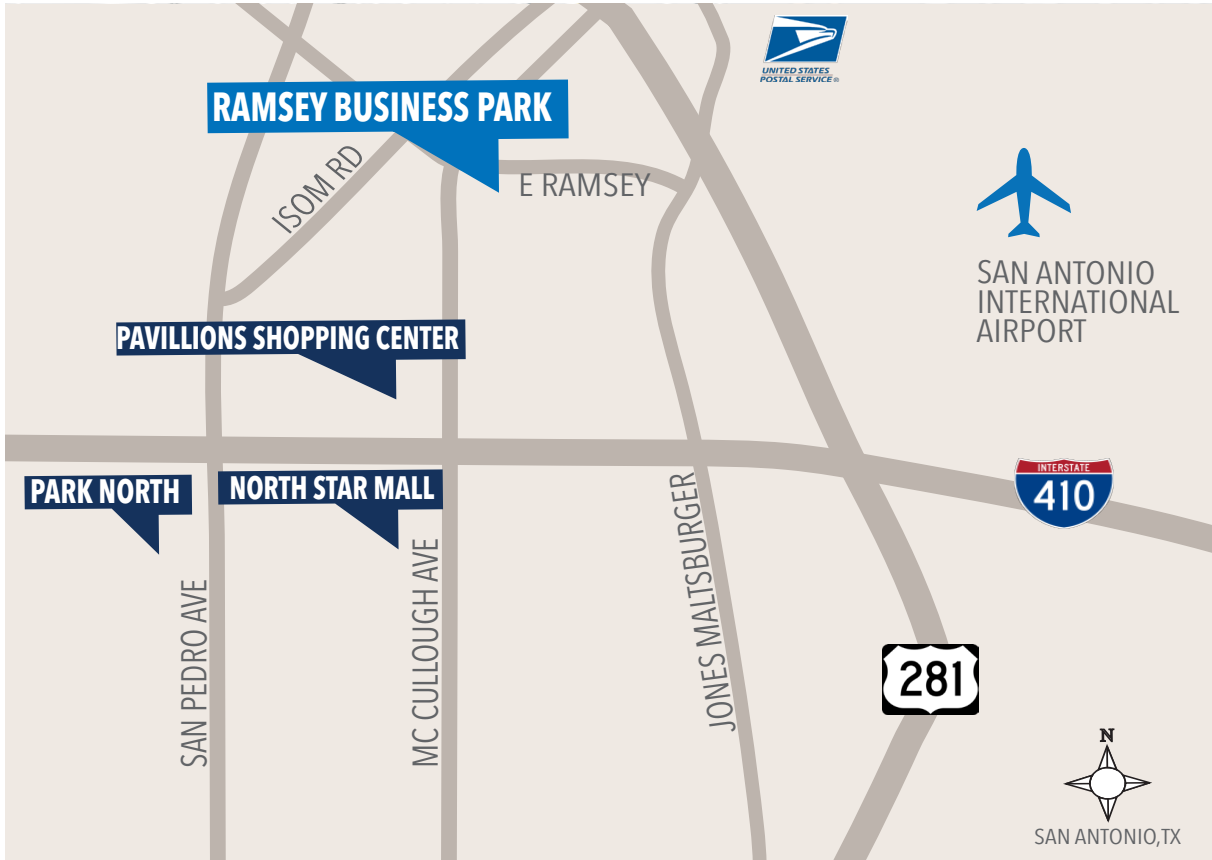 UNITED STATES
POSTAL SERVICE ®
RAMSEY BUSINESS PARK
ISOM RD
E RAMSEY
SAN ANTONIO
INTERNATIONAL
AIRPORT
PAVILLIONS SHOPPING CENTER
PARK NORTH
NORTH STAR MALL
INTERSTATE
410
SAN PEDRO AVE
MC CULLOUGH AVE
JONES MALTSBURGER
281
N
SAN ANTONIO,TX